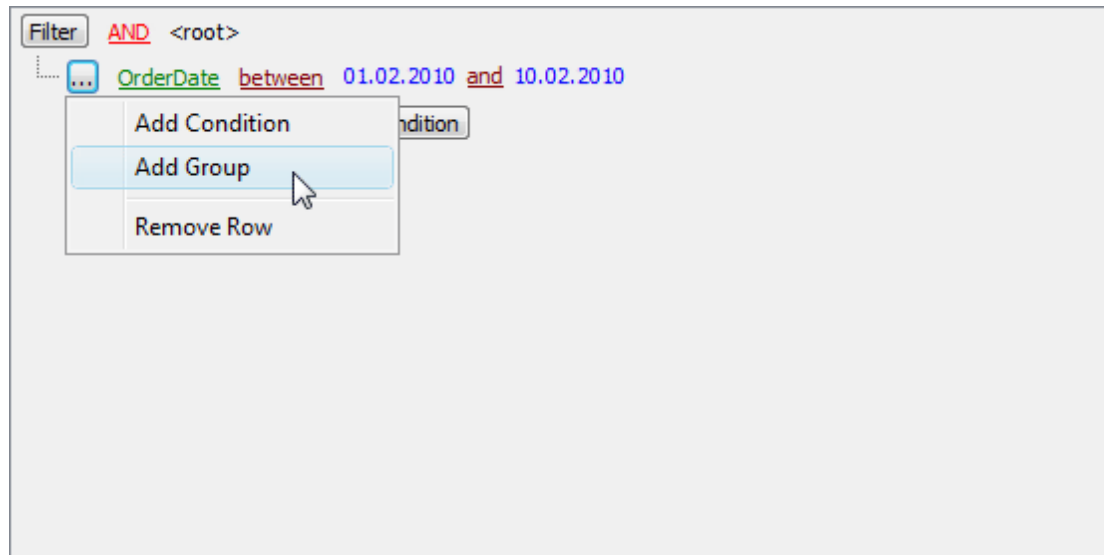 Filter AND <root>
... OrderDate between 01.02.2010 and 10.02.2010
Add Condition ndition
Add Group
Remove Row